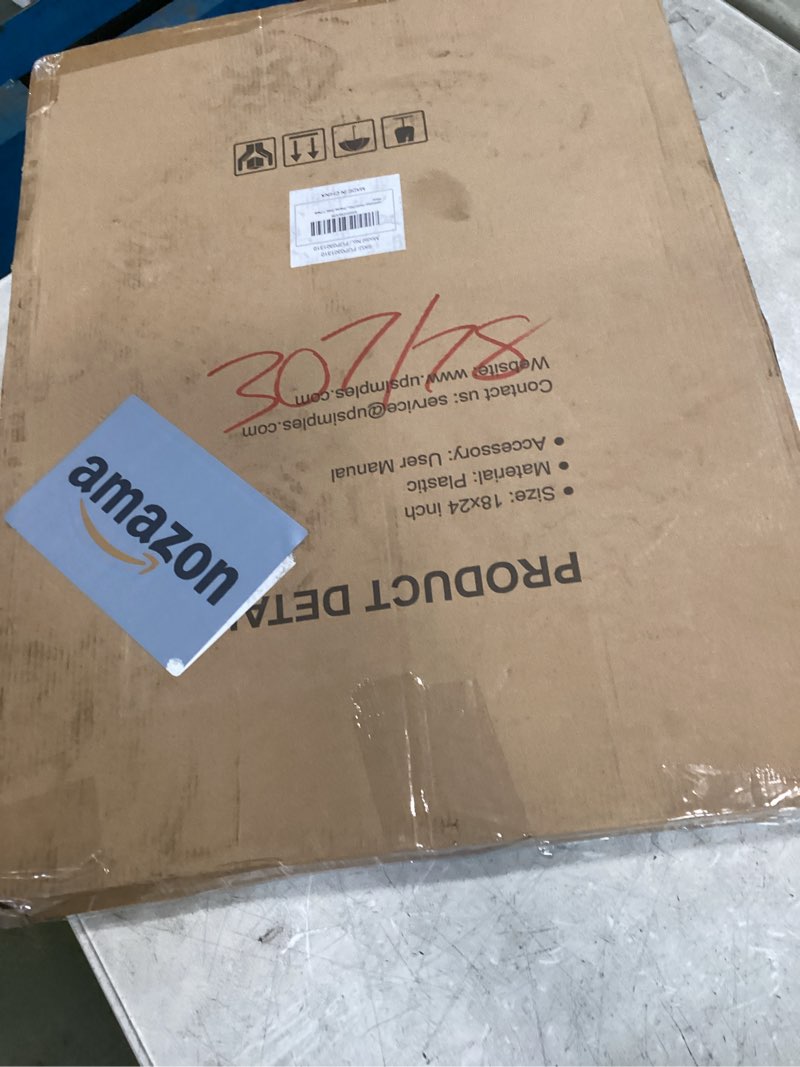 PRODUCT DETA
● Size: 18x24 inch
● Material: Plastic
● Accessory: User Manual
Contact us: service@upsimples.com
Website: www.upsimples.com
307/78
amazon
MADE IN CHINA